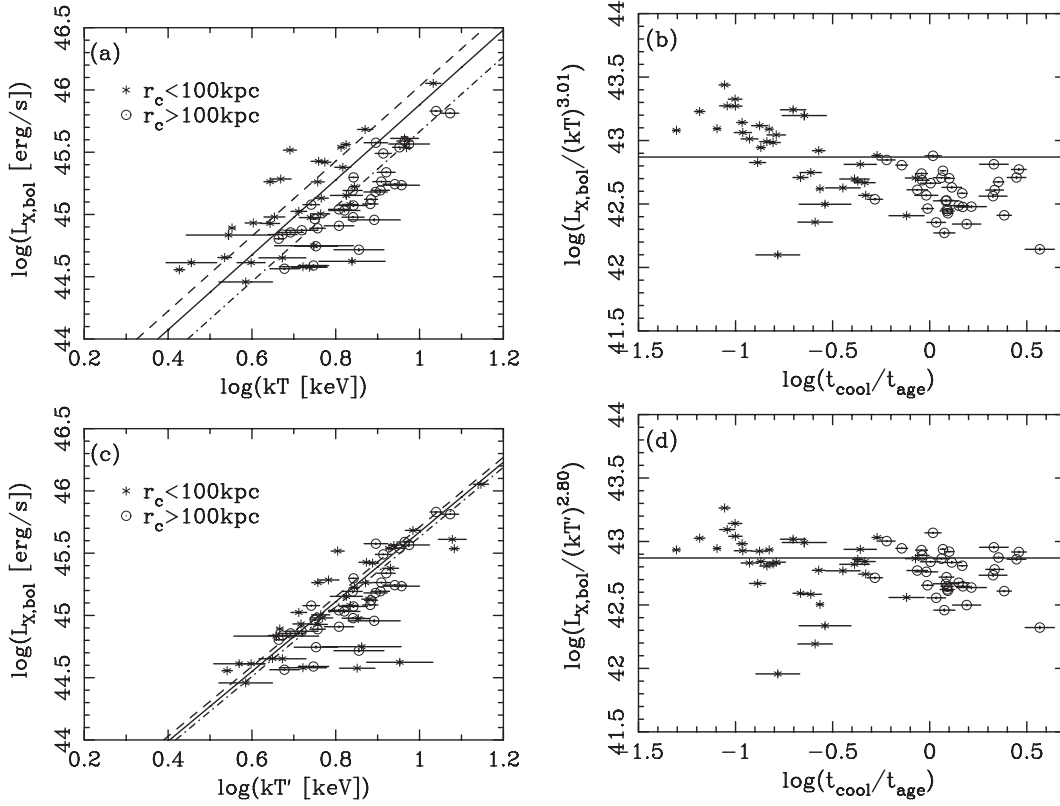 (a)
* r_c<100kpc
⊙ r_c>100kpc
log(L_X,bol [erg/s])
44 44.5 45 45.5 46 46.5
0.2 0.4 0.6 0.8 1 1.2
log(kT [keV])
(b)
log(L_X,bol/(kT)^3.01)
41.5 42 42.5 43 43.5 44
−1.5 −1 −0.5 0 0.5
log(t_cool/t_age)
(c)
* r_c<100kpc
⊙ r_c>100kpc
log(L_X,bol [erg/s])
44 44.5 45 45.5 46 46.5
0.2 0.4 0.6 0.8 1 1.2
log(kT' [keV])
(d)
log(L_X,bol/(kT')^2.80)
41.5 42 42.5 43 43.5 44
−1.5 −1 −0.5 0 0.5
log(t_cool/t_age)